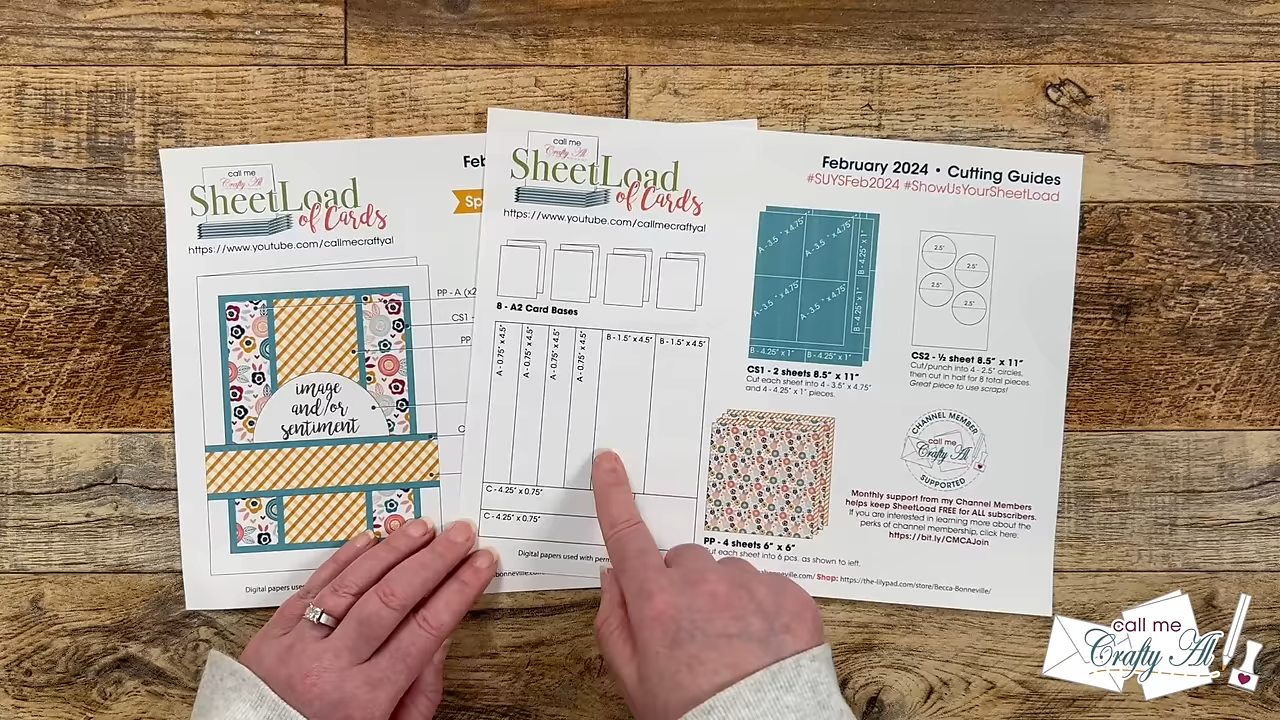 call me
Crafty Al
SheetLoad
of Cards
https://www.youtube.com/callmecraftyal
Feb
Sp
PP - A (x2
CS1 -
PP
image
and/or
sentiment
Digital papers used
call me
Crafty Al
SheetLoad
of Cards
https://www.youtube.com/callmecraftyal
February 2024 • Cutting Guides
#SUYSFeb2024 #ShowUsYourSheetLoad
8 - A2 Card Bases
A - 0.75" x 4.5"
A - 0.75" x 4.5"
A - 0.75" x 4.5"
A - 0.75" x 4.5"
B - 1.5" x 4.5"
B - 1.5" x 4.5"
C - 4.25" x 0.75"
C - 4.25" x 0.75"
Digital papers used with perm
A - 3.5" x 4.75"
A - 3.5" x 4.75"
B - 4.25" x 1"
A - 3.5" x 4.75"
A - 3.5" x 4.75"
B - 4.25" x 1"
B - 4.25" x 1"
B - 4.25" x 1"
CS1 - 2 sheets 8.5" x 11"
Cut each sheet into 4 - 3.5" x 4.75"
and 4 - 4.25" x 1" pieces.
2.5"
2.5"
2.5"
2.5"
CS2 - ½ sheet 8.5" x 11"
Cut/punch into 4 - 2.5" circles,
then cut in half for 8 total pieces.
Great piece to use scraps!
PP - 4 sheets 6" x 6"
Cut each sheet into 6 pcs. as shown to left.
CHANNEL MEMBER
call me
Crafty Al
SUPPORTED
Monthly support from my Channel Members
helps keep SheetLoad FREE for ALL subscribers.
If you are interested in learning more about the
perks of channel membership, click here:
https://bit.ly/CMCAJoin
bonneville.com/ Shop: https://the-lilypad.com/store/Becca-Bonneville/
call me
Crafty Al